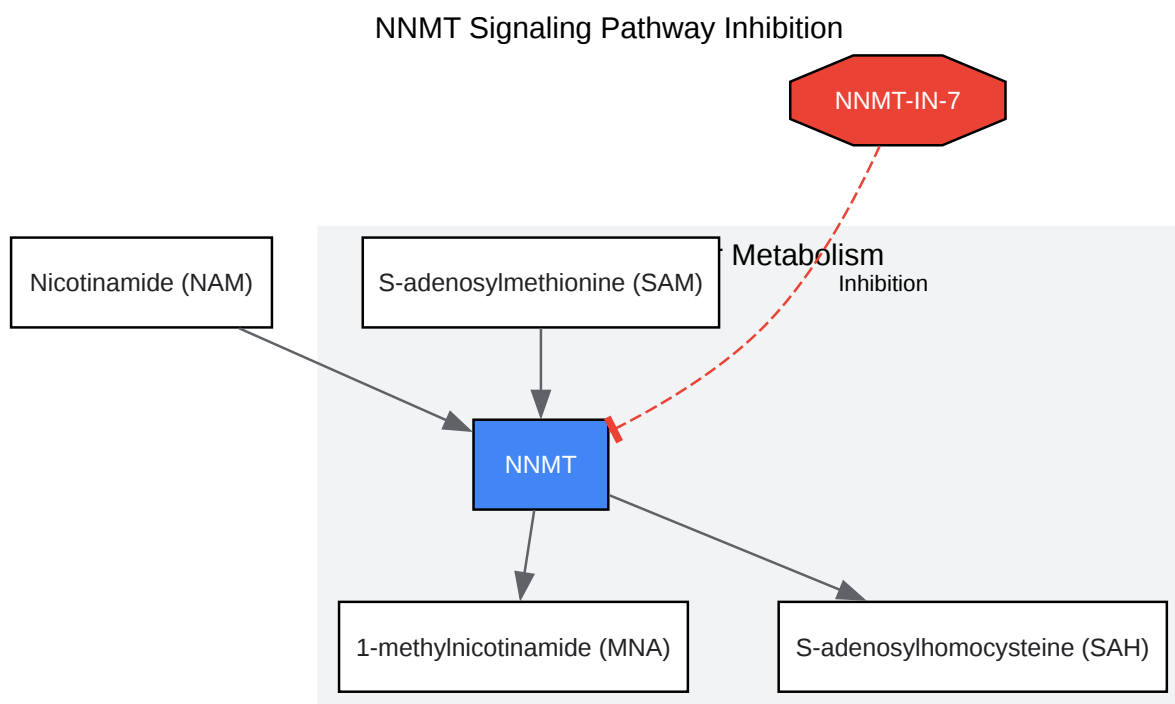 NNMT Signaling Pathway Inhibition
NNMT-IN-7
Nicotinamide (NAM)
S-adenosylmethionine (SAM)
Metabolism
Inhibition
NNMT
1-methylnicotinamide (MNA)
S-adenosylhomocysteine (SAH)